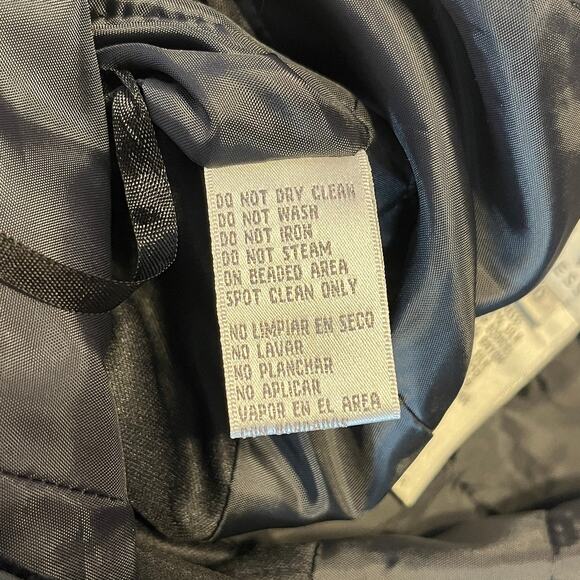 DO NOT DRY CLEAN
DO NOT WASH
DO NOT IRON
DO NOT STEAM
ON BEADED AREA
SPOT CLEAN ONLY
NO LIMPIAR EN SECO
NO LAVAR
NO PLANCHAR
NO APLICAR
VAPOR EN EL AREA